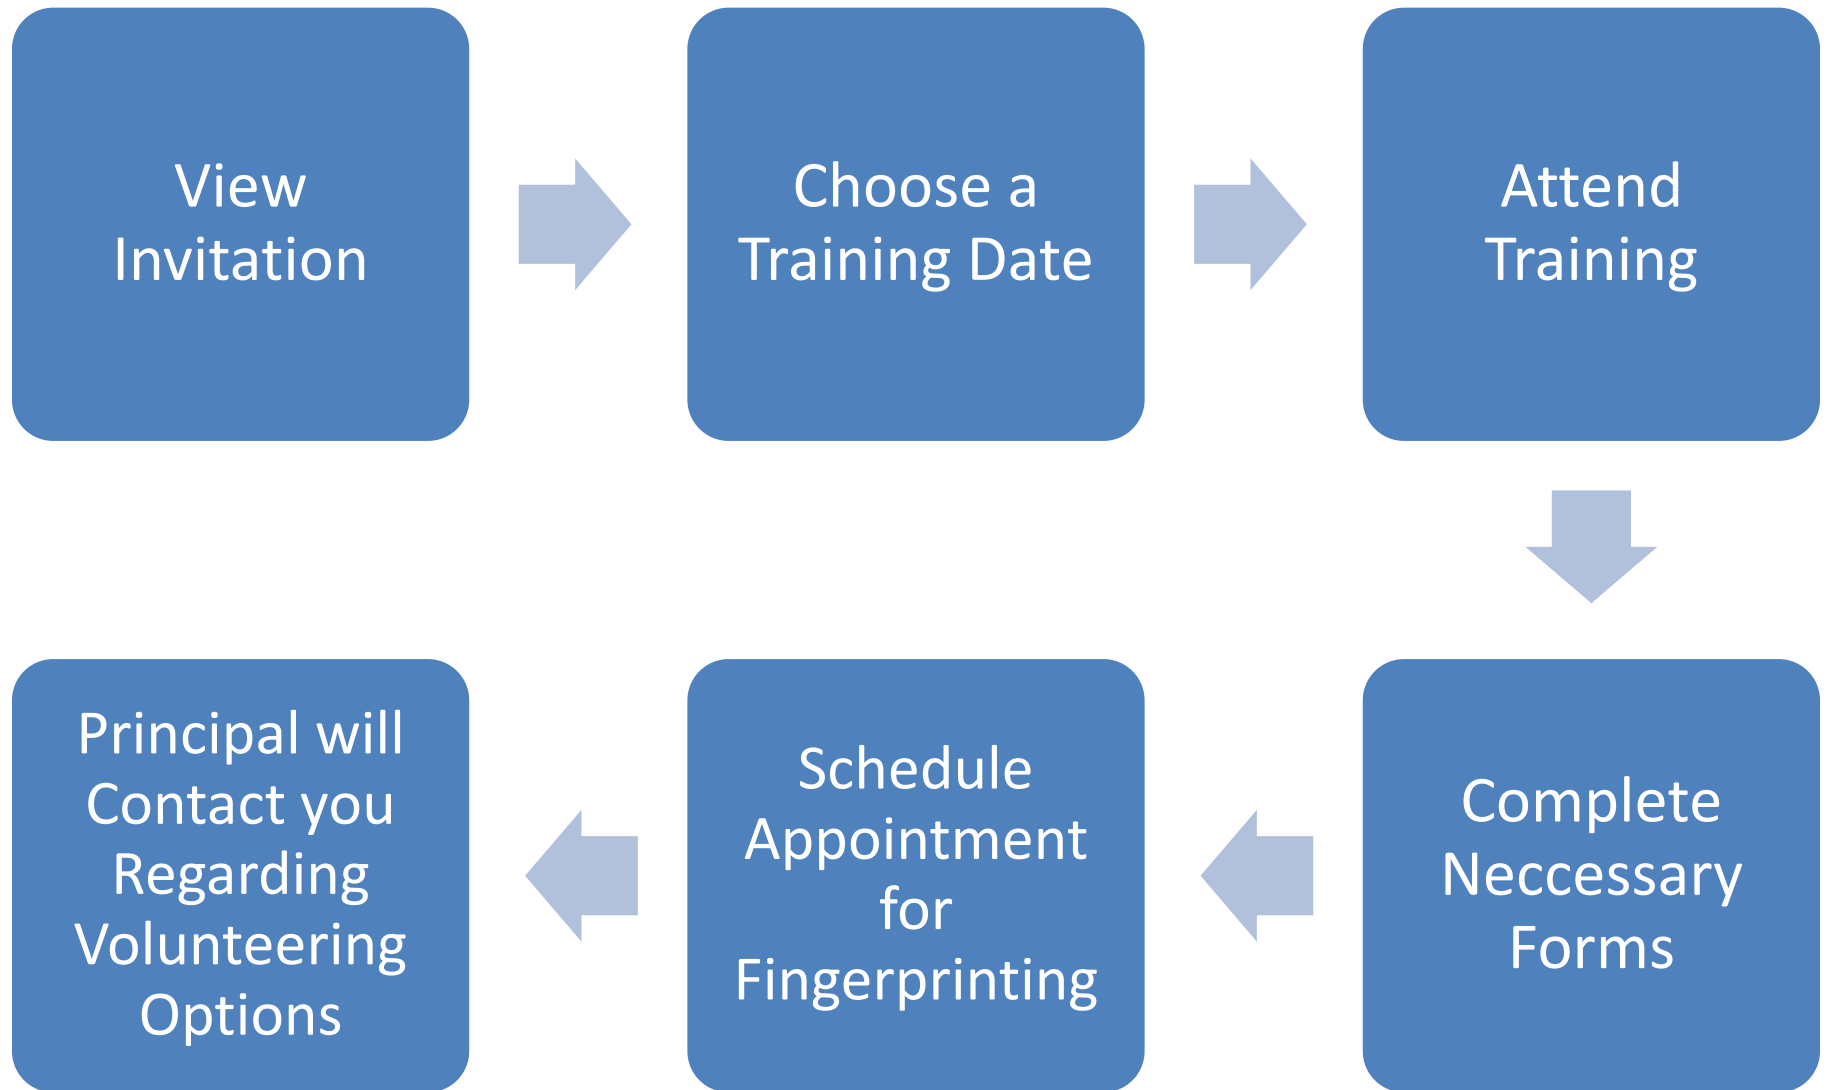 View
Invitation
Choose a
Training Date
Attend
Training
Complete
Neccessary
Forms
Schedule
Appointment
for
Fingerprinting
Principal will
Contact you
Regarding
Volunteering
Options